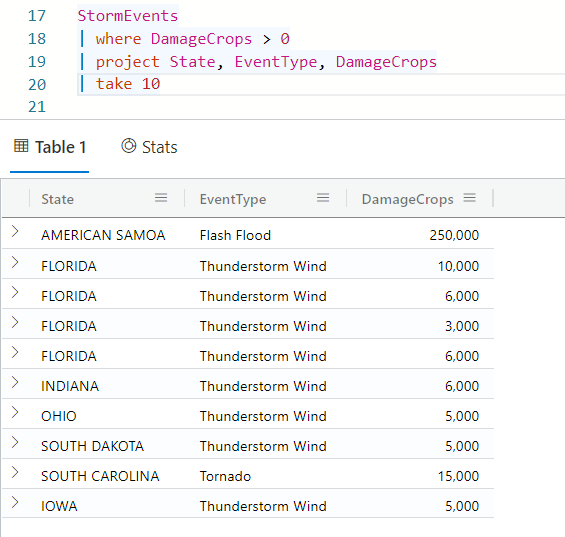 17 StormEvents
18 | where DamageCrops > 0
19 | project State, EventType, DamageCrops
20 | take 10
21
Table 1 Stats
State EventType DamageCrops
AMERICAN SAMOA Flash Flood 250,000
FLORIDA Thunderstorm Wind 10,000
FLORIDA Thunderstorm Wind 6,000
FLORIDA Thunderstorm Wind 3,000
FLORIDA Thunderstorm Wind 6,000
INDIANA Thunderstorm Wind 6,000
OHIO Thunderstorm Wind 5,000
SOUTH DAKOTA Thunderstorm Wind 5,000
SOUTH CAROLINA Tornado 15,000
IOWA Thunderstorm Wind 5,000